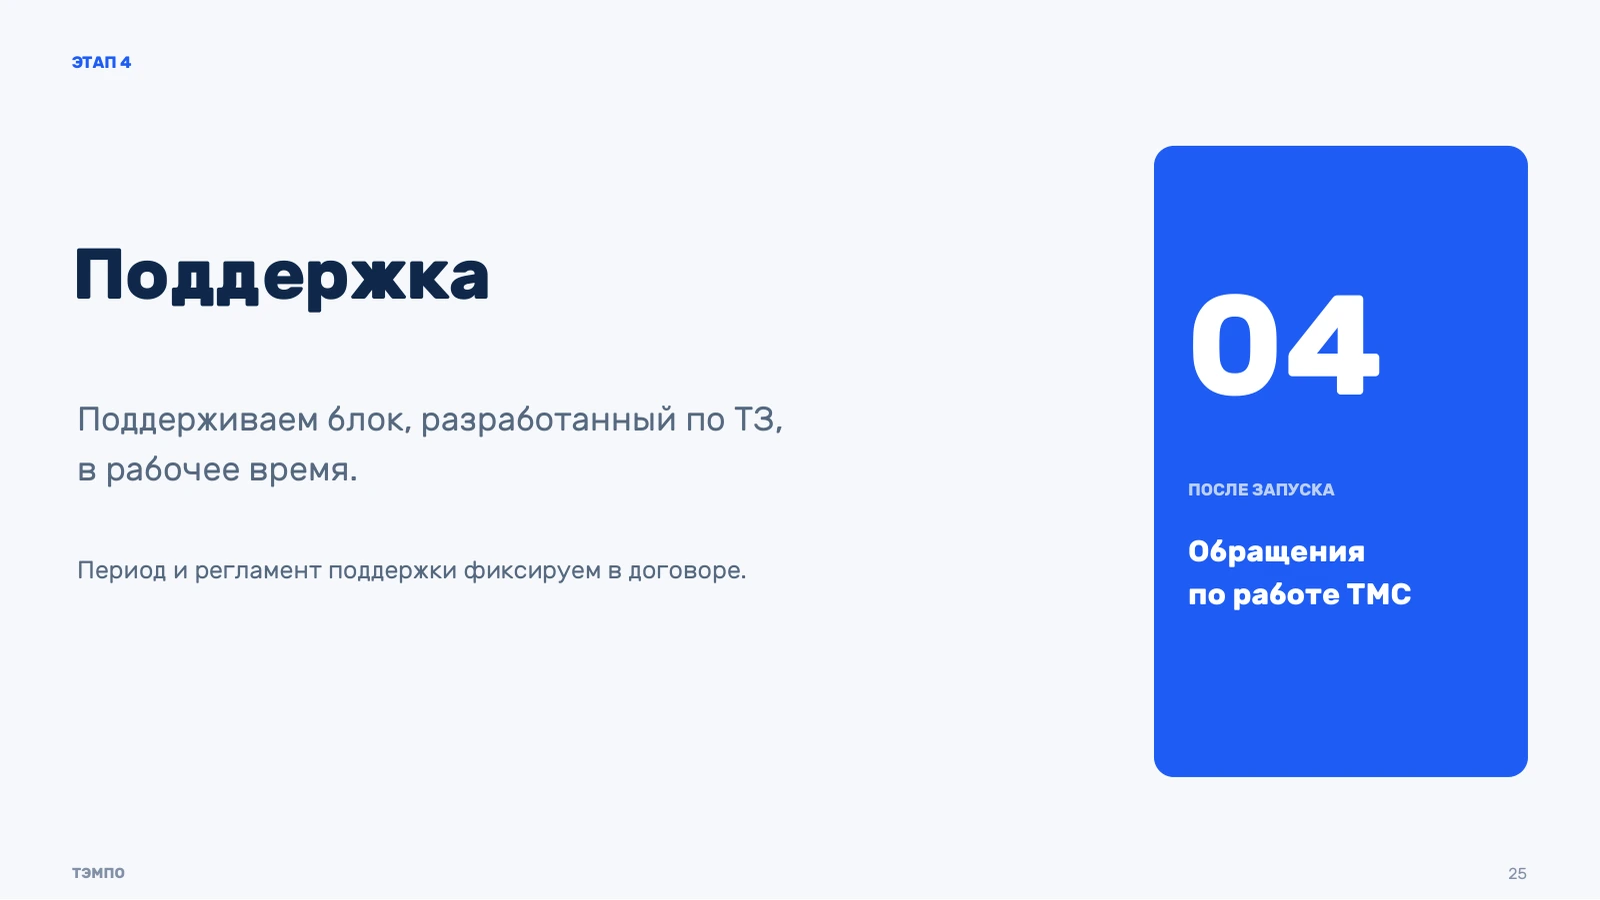 ЭТАП 4
Поддержка
Поддерживаем блок, разработанный по ТЗ,
в рабочее время.
Период и регламент поддержки фиксируем в договоре.
04
ПОСЛЕ ЗАПУСКА
Обращения
по работе ТМС
ТЭМПО
25